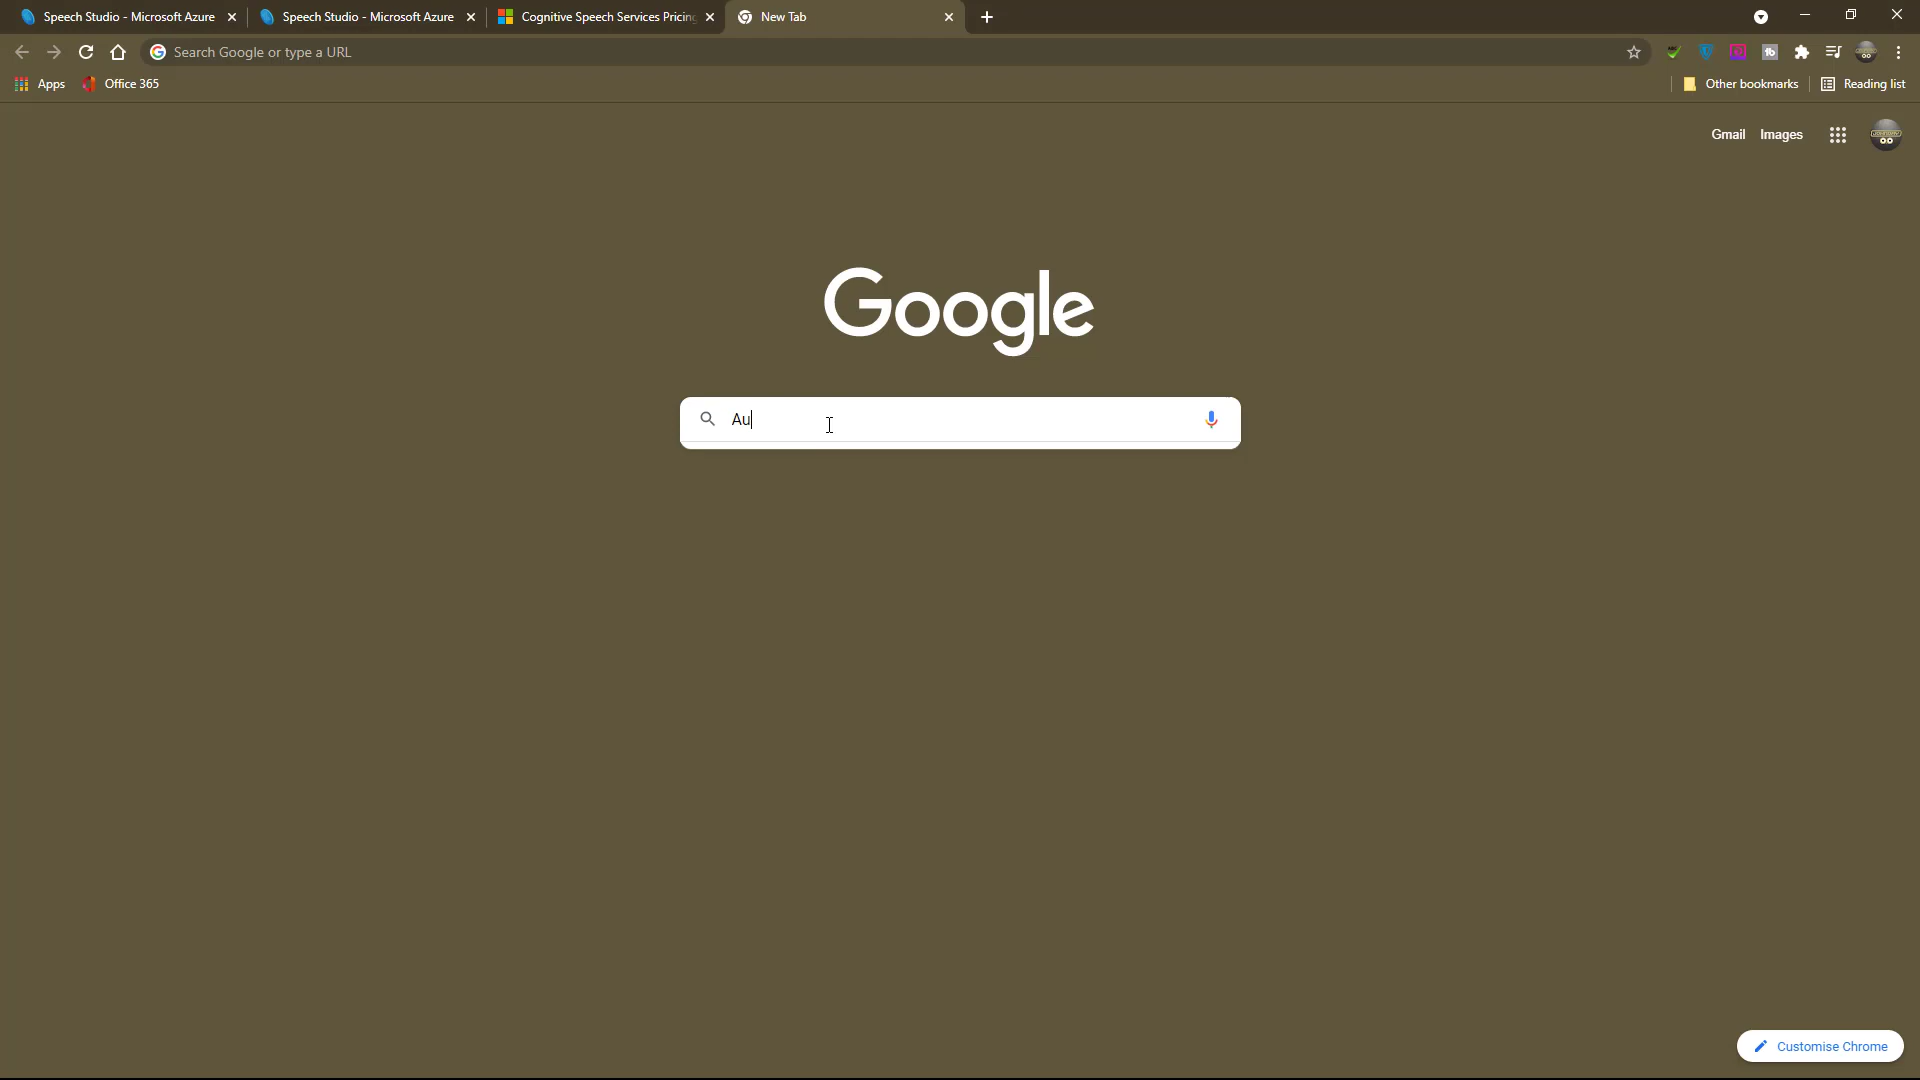 Speech Studio - Microsoft Azure
Speech Studio - Microsoft Azure
Cognitive Speech Services Pricing
New Tab
Search Google or type a URL
Apps
Office 365
Other bookmarks
Reading list
Gmail
Images
Google
Au
Customise Chrome